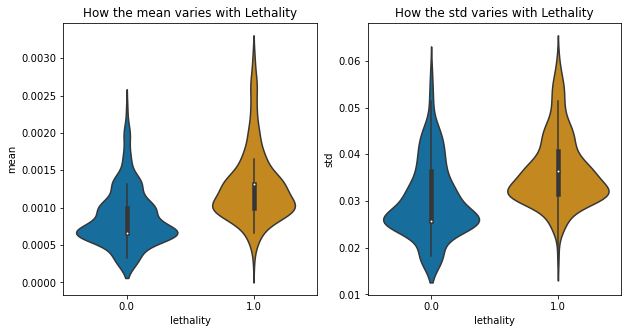 How the mean varies with Lethality
How the std varies with Lethality
0.0030
0.0025
0.0020
0.0015
0.0010
0.0005
0.0000
mean
0.0
1.0
lethality
0.06
0.05
0.04
0.03
0.02
0.01
std
0.0
1.0
lethality